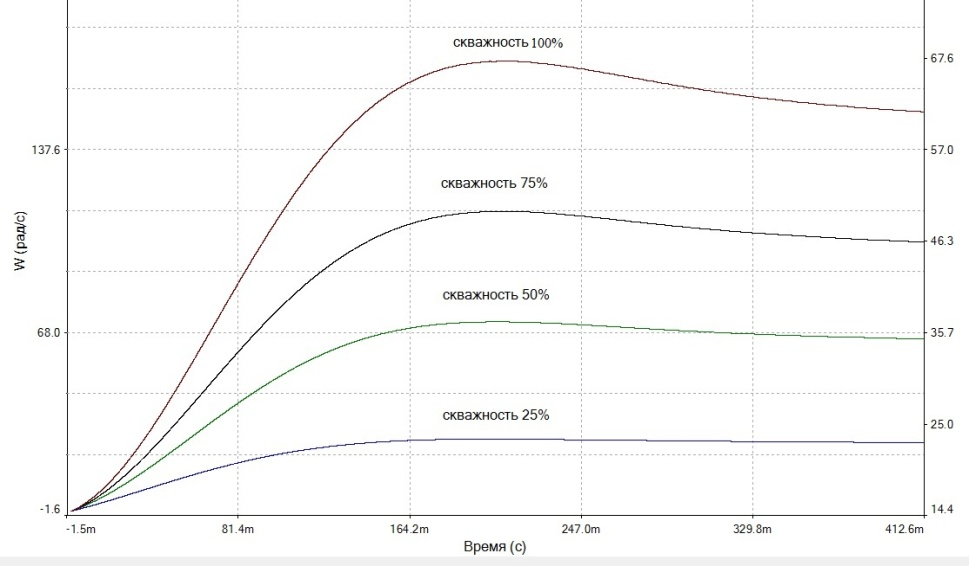 скважность 100%
67.6
137.6
57.0
скважность 75%
W (рад/с)
46.3
скважность 50%
68.0
35.7
скважность 25%
25.0
-1.6
14.4
-1.5m 81.4m 164.2m 247.0m 329.8m 412.6m
Время (с)